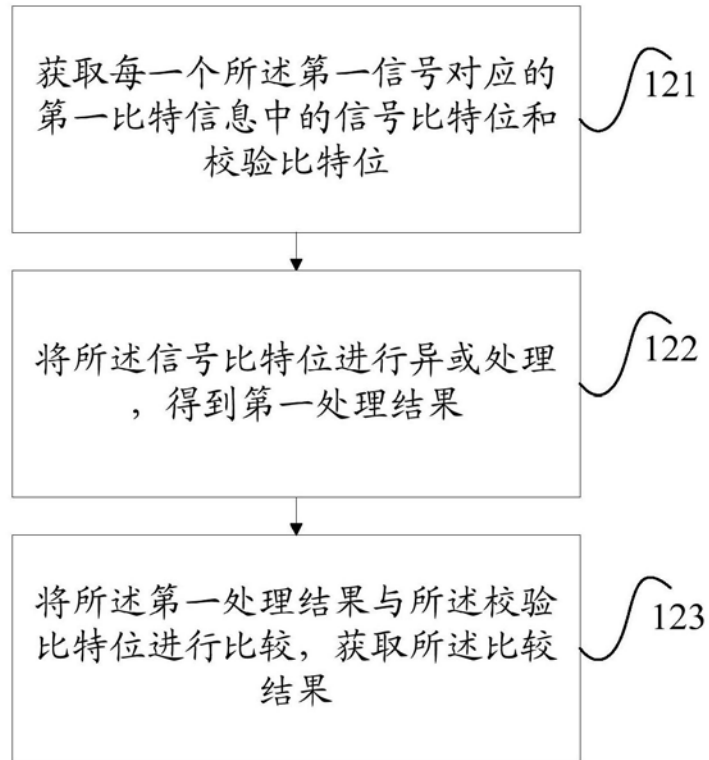 获取每一个所述第一信号对应的
第一比特信息中的信号比特位和
校验比特位
121
将所述信号比特位进行异或处理
，得到第一处理结果
122
将所述第一处理结果与所述校验
比特位进行比较，获取所述比较
结果
123